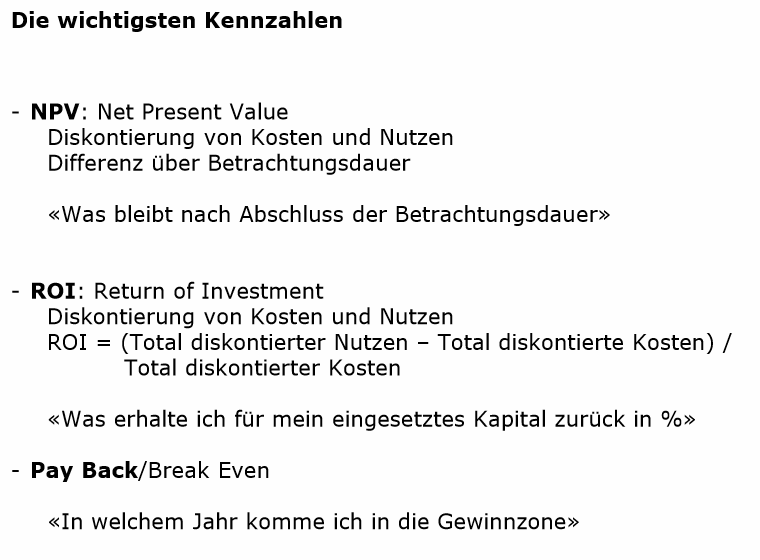 Die wichtigsten Kennzahlen
- NPV: Net Present Value
Diskontierung von Kosten und Nutzen
Differenz über Betrachtungsdauer
«Was bleibt nach Abschluss der Betrachtungsdauer»
- ROI: Return of Investment
Diskontierung von Kosten und Nutzen
ROI = (Total diskontierter Nutzen – Total diskontierte Kosten) /
Total diskontierter Kosten
«Was erhalte ich für mein eingesetztes Kapital zurück in %»
- Pay Back/Break Even
«In welchem Jahr komme ich in die Gewinnzone»